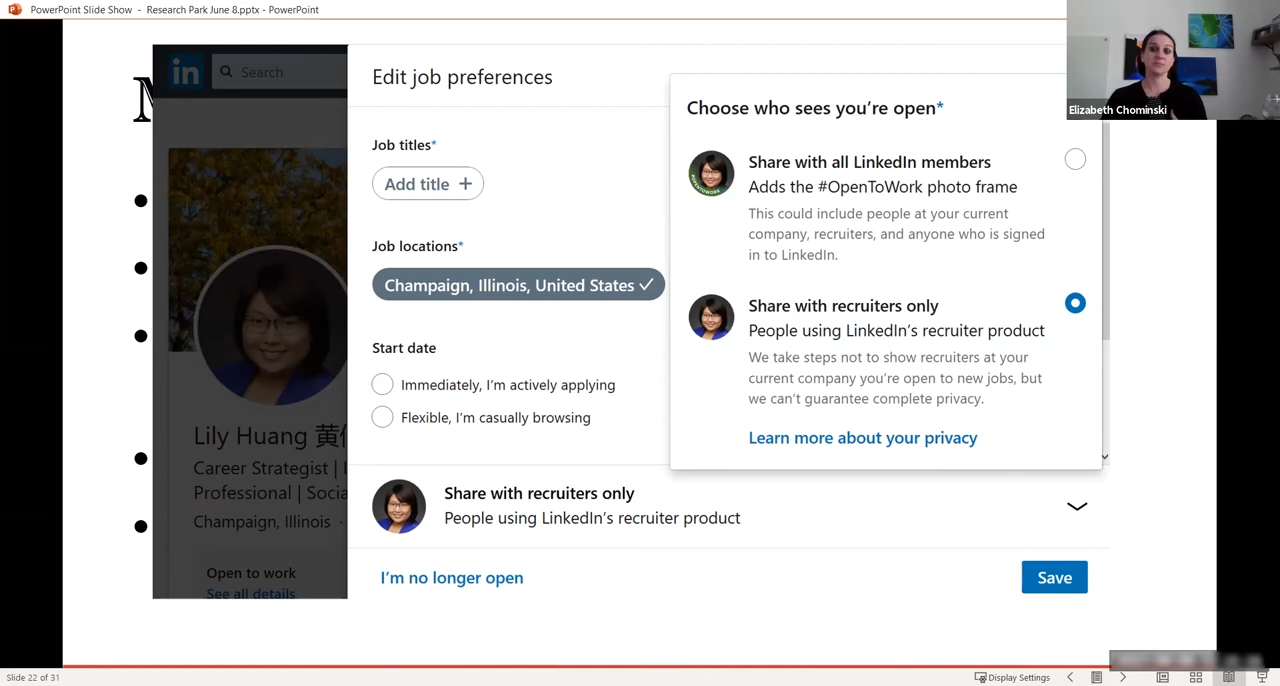 PowerPoint Slide Show - Research Park June 8.pptx - PowerPoint
Elizabeth Chominski
in
Search
Edit job preferences
Job titles*
Add title +
Job locations*
Champaign, Illinois, United States ✓
Start date
Immediately, I'm actively applying
Flexible, I'm casually browsing
Choose who sees you're open*
Share with all LinkedIn members
Adds the #OpenToWork photo frame
This could include people at your current
company, recruiters, and anyone who is signed
in to LinkedIn.
Share with recruiters only
People using LinkedIn's recruiter product
We take steps not to show recruiters at your
current company you're open to new jobs, but
we can't guarantee complete privacy.
Learn more about your privacy
Lily Huang 黄
Career Strategist |
Professional | Socia
Champaign, Illinois ·
Open to work
See all details
Share with recruiters only
People using LinkedIn's recruiter product
I'm no longer open
Save
Slide 22 of 31
Display Settings